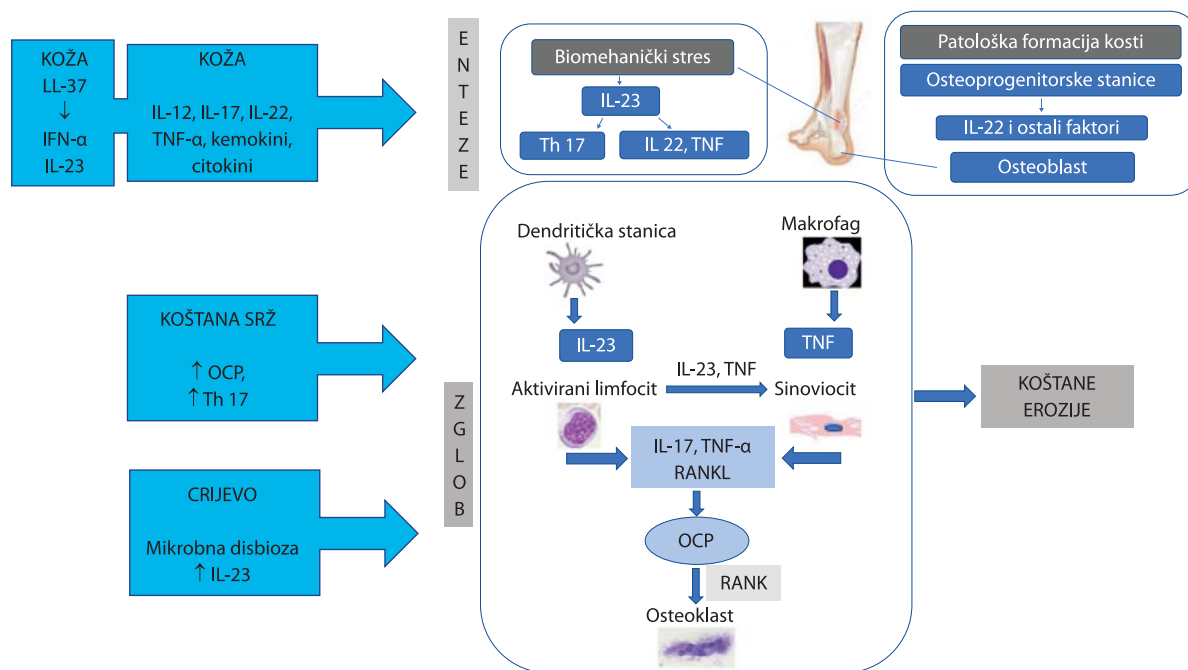 KOŽA
LL-37
↓
IFN-α
IL-23
KOŽA
IL-12, IL-17, IL-22,
TNF-α, kemokini,
citokini
ENTEZE
Biomehanički stres
IL-23
Th 17
IL 22, TNF
Patološka formacija kosti
Osteoprogenitorske stanice
IL-22 i ostali faktori
Osteoblast
KOŠTANA SRŽ
↑ OCP,
↑ Th 17
CRIJEVO
Mikrobna disbioza
↑ IL-23
ZGLOB
Dendritička stanica
Makrofag
IL-23
TNF
IL-23, TNF
Aktivirani limfocit
Sinoviocit
IL-17, TNF-α
RANKL
OCP
RANK
Osteoklast
KOŠTANE
EROZIJE